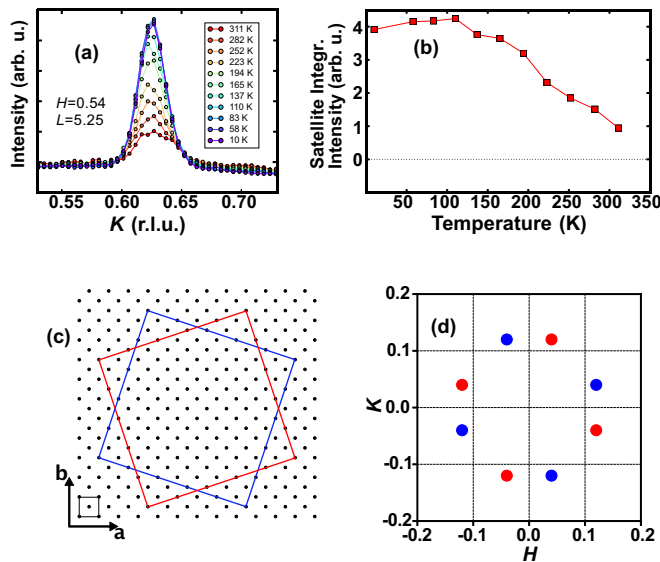 (a)
Intensity (arb. u.)
H=0.54
L=5.25
311 K
282 K
252 K
223 K
194 K
165 K
137 K
110 K
83 K
58 K
10 K
0.55 0.60 0.65 0.70
K (r.l.u.)
(b)
Satellite Integr.
Intensity (arb. u.)
4
3
2
1
0
0 50 100 150 200 250 300 350
Temperature (K)
(c)
b
a
(d)
K
0.2
0.1
0.0
-0.1
-0.2
-0.2 -0.1 0.0 0.1 0.2
H